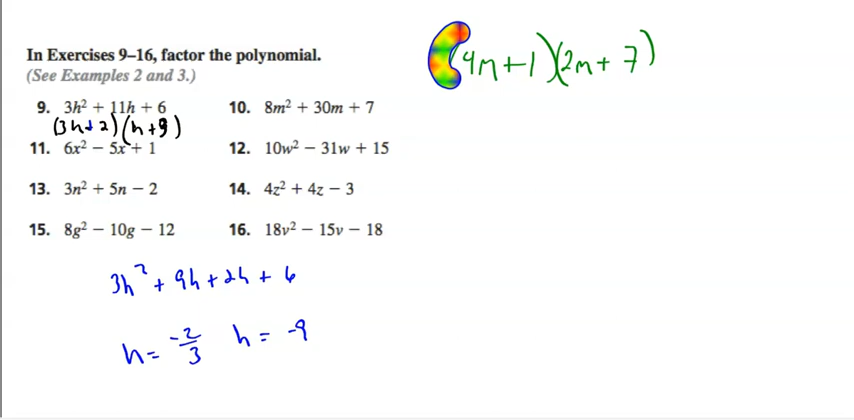 In Exercises 9–16, factor the polynomial.
(See Examples 2 and 3.)
(4m+1)(2m+7)
9. 3h² + 11h + 6
(3h+2)(h+9)
10. 8m² + 30m + 7
11. 6x² − 5x + 1
12. 10w² − 31w + 15
13. 3n² + 5n − 2
14. 4z² + 4z − 3
15. 8g² − 10g − 12
16. 18v² − 15v − 18
3h² + 9h + 2h + 6
h = -2/3 h = -9